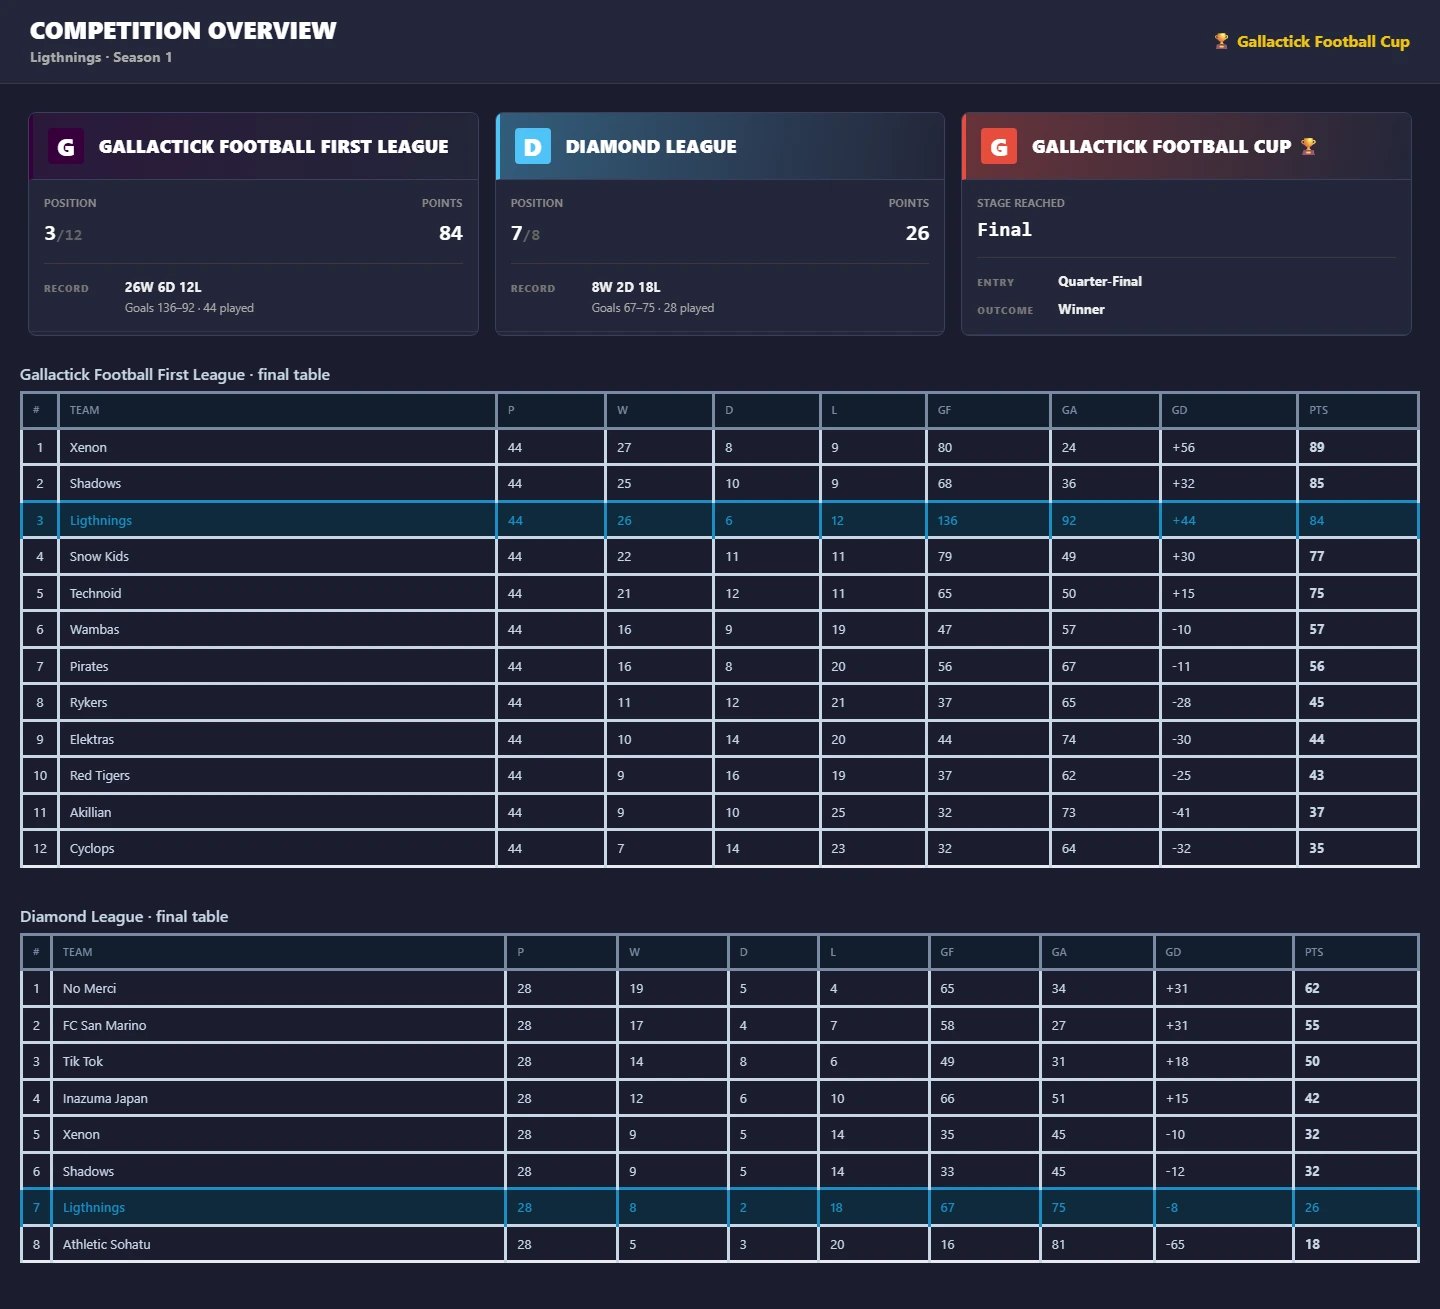 COMPETITION OVERVIEW
Ligthnings · Season 1
🏆 Gallactick Football Cup
G GALLACTICK FOOTBALL FIRST LEAGUE
POSITION POINTS
3/12 84
RECORD 26W 6D 12L
Goals 136–92 · 44 played
D DIAMOND LEAGUE
POSITION POINTS
7/8 26
RECORD 8W 2D 18L
Goals 67–75 · 28 played
G GALLACTICK FOOTBALL CUP 🏆
STAGE REACHED
Final
ENTRY Quarter-Final
OUTCOME Winner
Gallactick Football First League · final table
# TEAM P W D L GF GA GD PTS
1 Xenon 44 27 8 9 80 24 +56 89
2 Shadows 44 25 10 9 68 36 +32 85
3 Ligthnings 44 26 6 12 136 92 +44 84
4 Snow Kids 44 22 11 11 79 49 +30 77
5 Technoid 44 21 12 11 65 50 +15 75
6 Wambas 44 16 9 19 47 57 -10 57
7 Pirates 44 16 8 20 56 67 -11 56
8 Rykers 44 11 12 21 37 65 -28 45
9 Elektras 44 10 14 20 44 74 -30 44
10 Red Tigers 44 9 16 19 37 62 -25 43
11 Akillian 44 9 10 25 32 73 -41 37
12 Cyclops 44 7 14 23 32 64 -32 35
Diamond League · final table
# TEAM P W D L GF GA GD PTS
1 No Merci 28 19 5 4 65 34 +31 62
2 FC San Marino 28 17 4 7 58 27 +31 55
3 Tik Tok 28 14 8 6 49 31 +18 50
4 Inazuma Japan 28 12 6 10 66 51 +15 42
5 Xenon 28 9 5 14 35 45 -10 32
6 Shadows 28 9 5 14 33 45 -12 32
7 Ligthnings 28 8 2 18 67 75 -8 26
8 Athletic Sohatu 28 5 3 20 16 81 -65 18